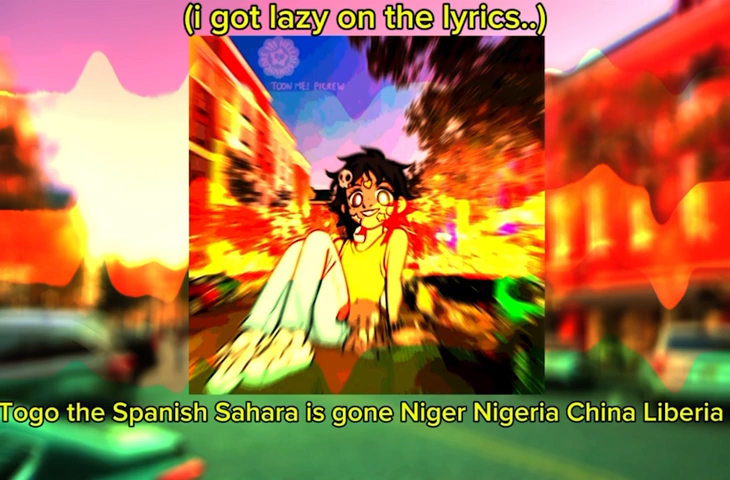 (i got lazy on the lyrics..)
TOON ME! PICREW
Togo the Spanish Sahara is gone Niger Nigeria China Liberia